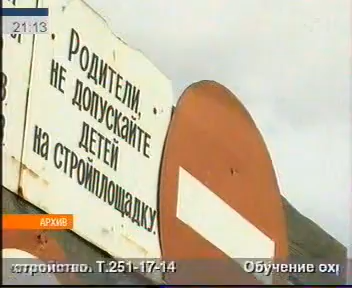 21:13
РОДИТЕЛИ,
НЕ ДОПУСКАЙТЕ
ДЕТЕЙ
НА СТРОЙПЛОЩАДКУ.
АРХИВ
стройство. Т.251-17-14 Обучение ох